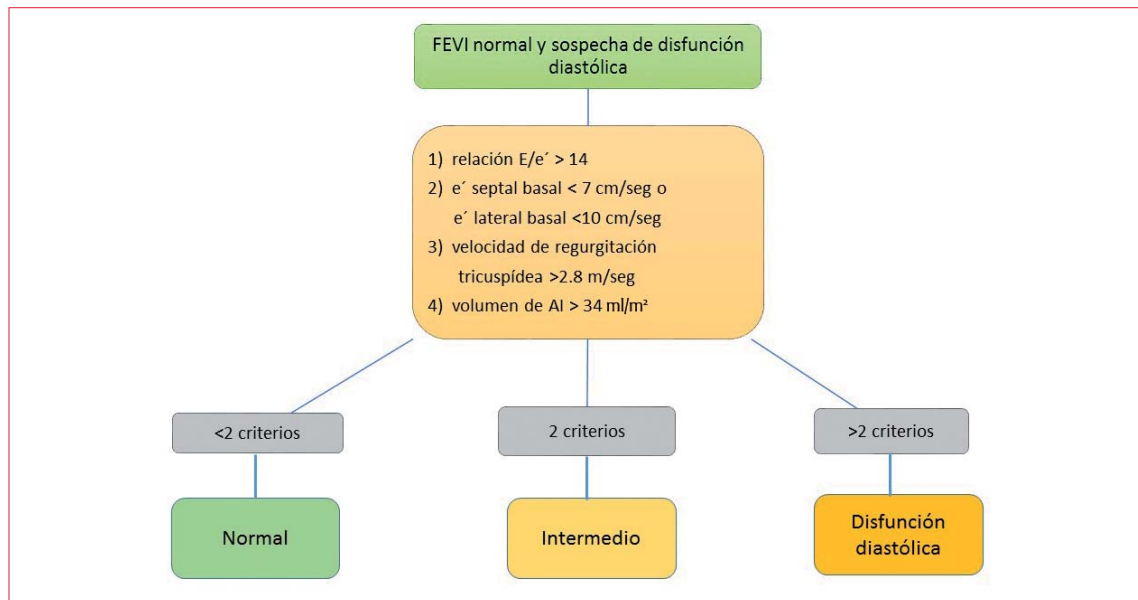 FEVI normal y sospecha de disfunción
diastólica
1) relación E/e´ > 14
2) e´ septal basal < 7 cm/seg o
e´ lateral basal <10 cm/seg
3) velocidad de regurgitación
tricuspídea >2.8 m/seg
4) volumen de AI > 34 ml/m²
<2 criterios
2 criterios
>2 criterios
Normal
Intermedio
Disfunción
diastólica